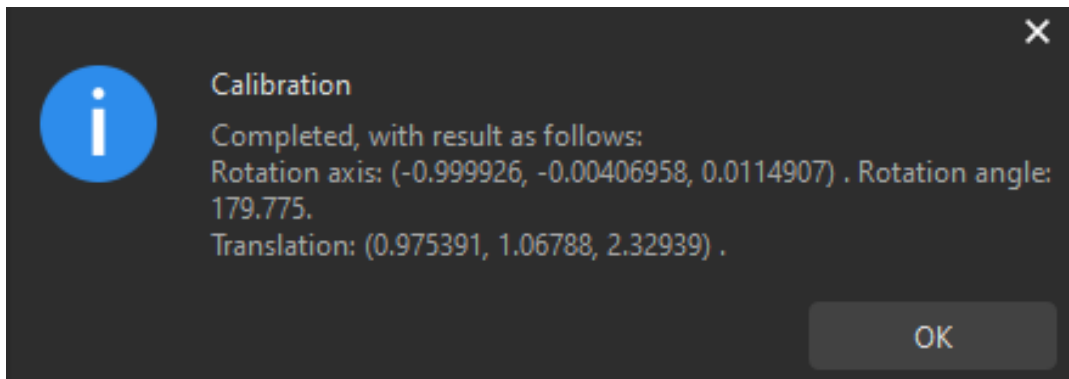 Calibration
Completed, with result as follows:
Rotation axis: (-0.999926, -0.00406958, 0.0114907) . Rotation angle:
179.775.
Translation: (0.975391, 1.06788, 2.32939) .
OK